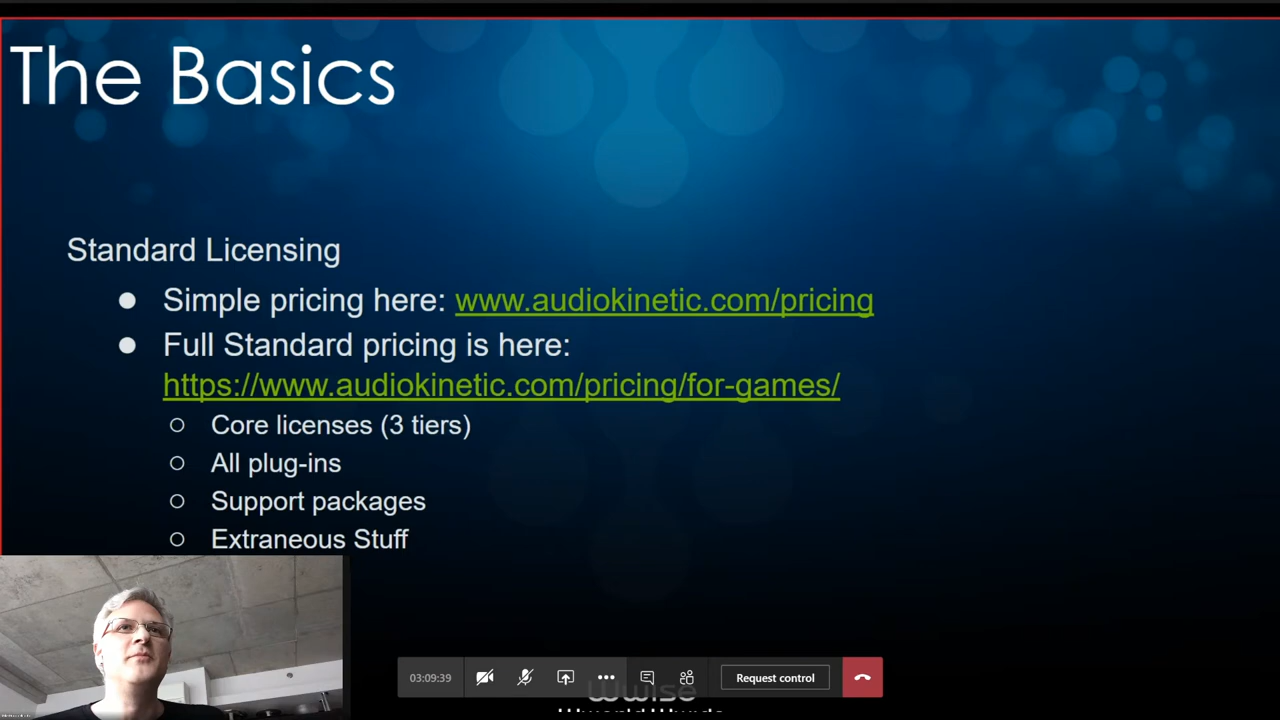 The Basics
Standard Licensing
Simple pricing here: www.audiokinetic.com/pricing
Full Standard pricing is here:
https://www.audiokinetic.com/pricing/for-games/
Core licenses (3 tiers)
All plug-ins
Support packages
Extraneous Stuff
03:09:39
Request control
wwise